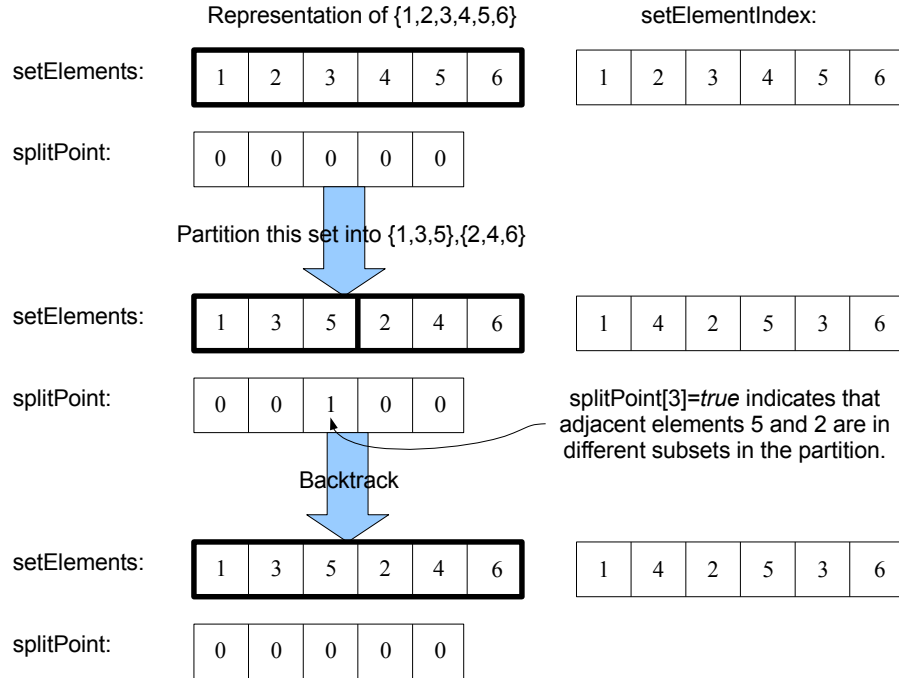 Representation of {1,2,3,4,5,6} setElementIndex:
setElements: 1 2 3 4 5 6 1 2 3 4 5 6
splitPoint: 0 0 0 0 0
Partition this set into {1,3,5},{2,4,6}
setElements: 1 3 5 2 4 6 1 4 2 5 3 6
splitPoint: 0 0 1 0 0
splitPoint[3]=true indicates that
adjacent elements 5 and 2 are in
different subsets in the partition.
Backtrack
setElements: 1 3 5 2 4 6 1 4 2 5 3 6
splitPoint: 0 0 0 0 0